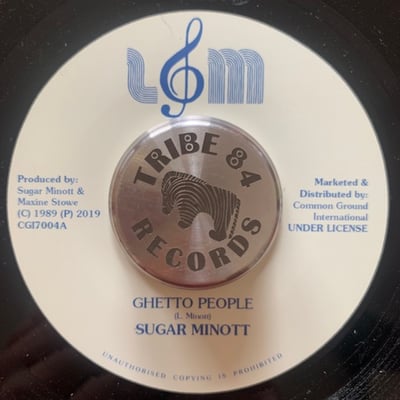 L M
TRIBE 84
RECORDS
Produced by:
Sugar Minott &
Maxine Stowe
(C) 1989 (P) 2019
CGI7004A
Marketed &
Distributed by:
Common Ground
International
UNDER LICENSE
GHETTO PEOPLE
(L. Minott)
SUGAR MINOTT
UNAUTHORISED COPYING IS PROHIBITED